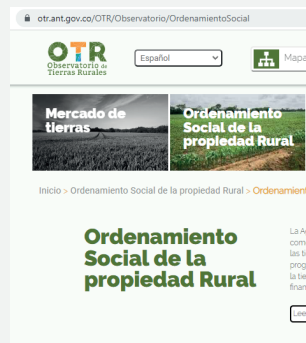 otr.ant.gov.co/OTR/Observatorio/OrdenamientoSocial
OTR
Observatorio de
Tierras Rurales
Español
Mapa
Mercado de
tierras
Ordenamiento
Social de la
propiedad Rural
Inicio > Ordenamiento Social de la propiedad Rural > Ordenamien
Ordenamiento
Social de la
propiedad Rural
La A
com
las ti
prog
la tie
finan
Lee